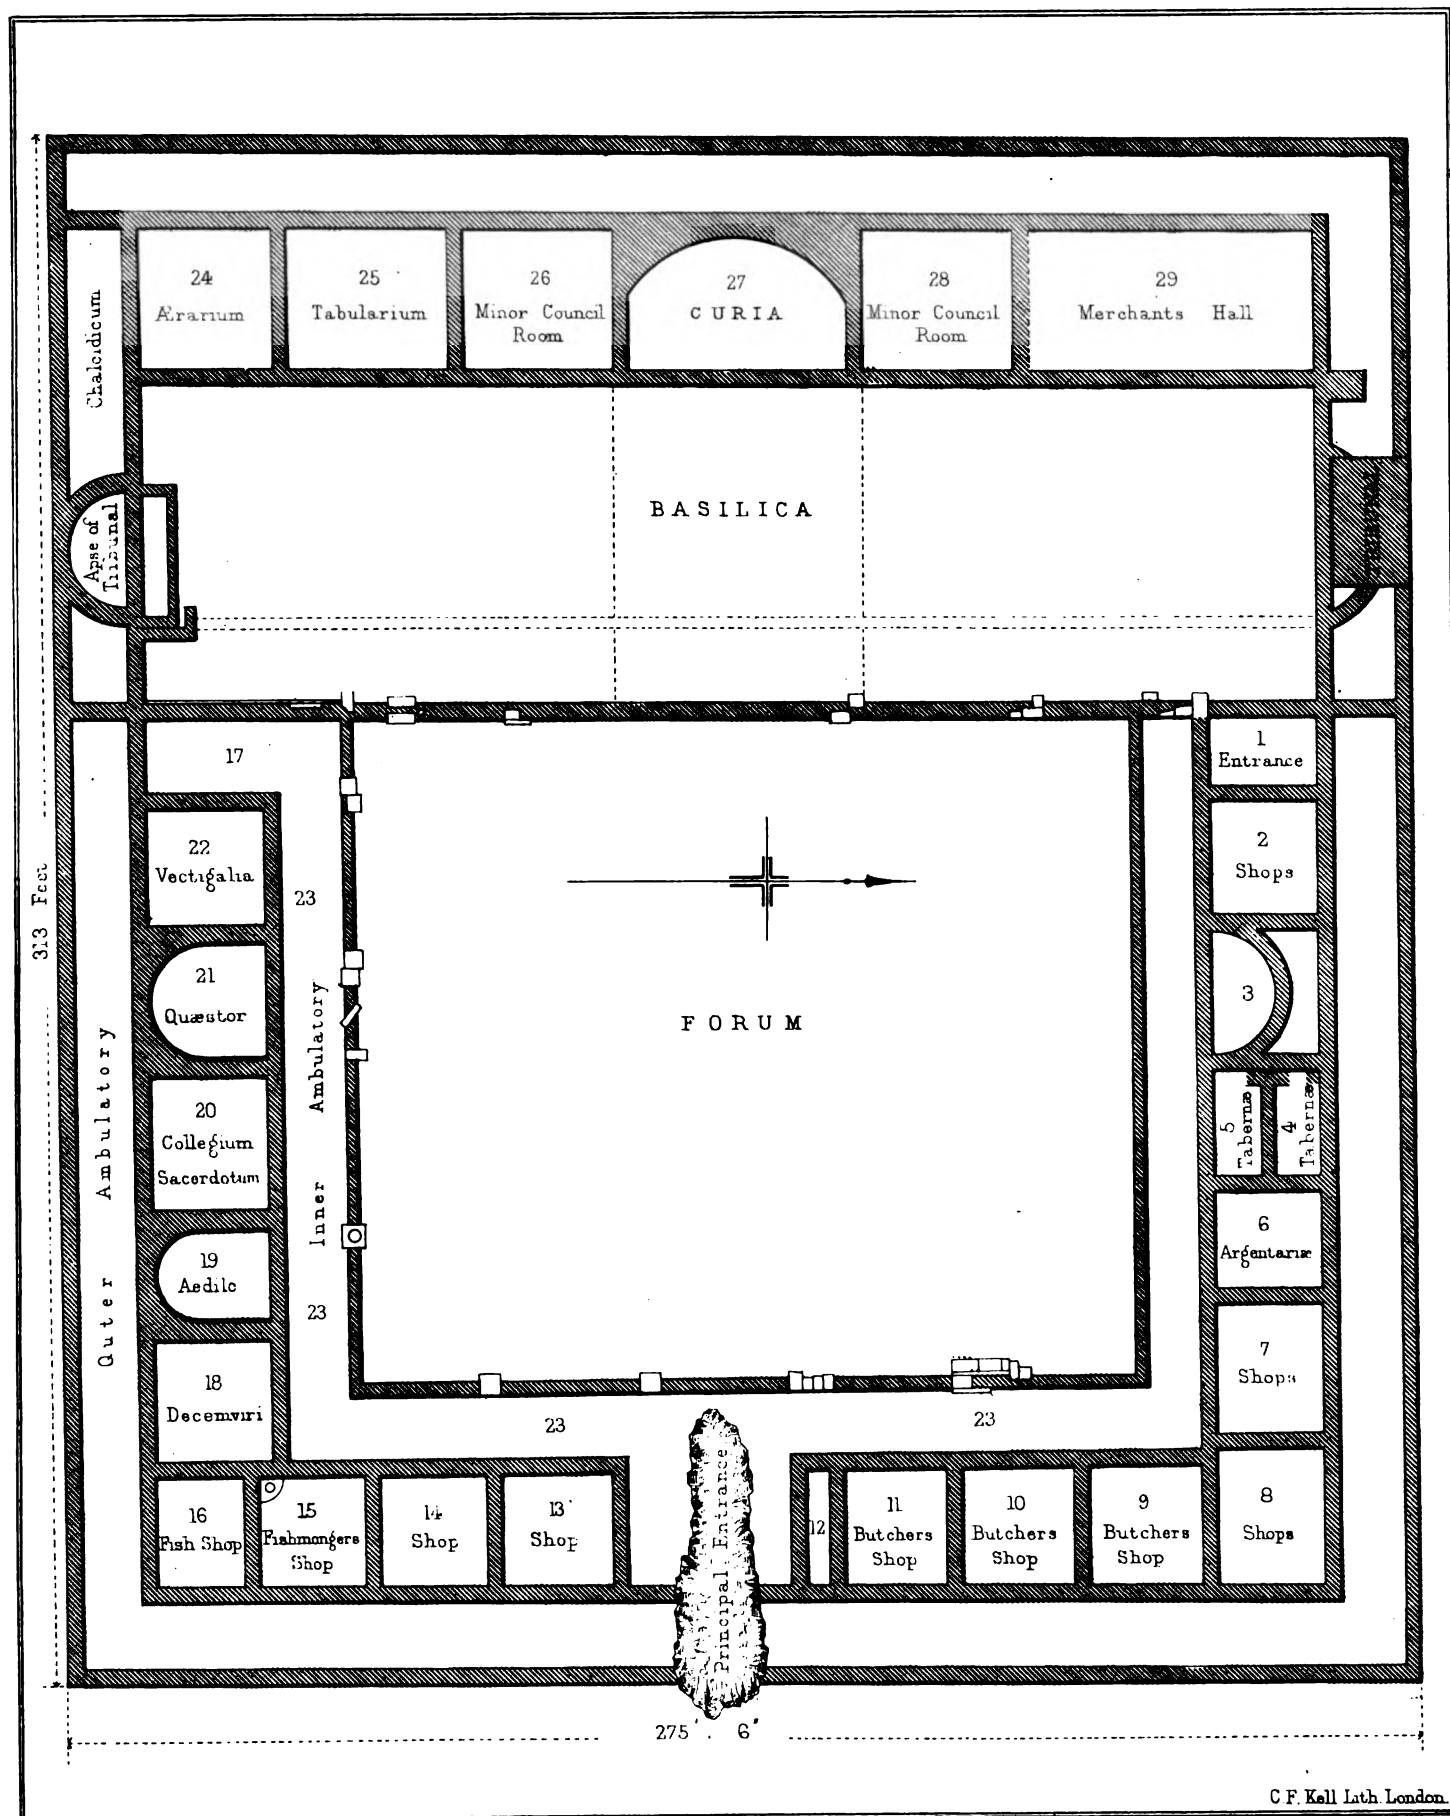 24
Ærarium
25
Tabularium
26
Minor Council
Room
27
CURIA
28
Minor Council
Room
29
Merchants Hall
Chalcidicum
Apse of
Tribunal
BASILICA
17
1
Entrance
2
Shops
22
Vectigalia
23
313 Feet
21
Quæstor
3
FORUM
Inner Ambulatory
Outer Ambulatory
20
Collegium
Sacerdotum
5
Tabernæ
4
Tabernæ
6
Argentariæ
19
Aedile
23
7
Shops
18
Decemviri
23
23
Principal Entrance
16
Fish Shop
15
Fishmongers
Shop
14
Shop
13
Shop
12
11
Butchers
Shop
10
Butchers
Shop
9
Butchers
Shop
8
Shops
275' . 6"
C. F. Kell Lith. London.